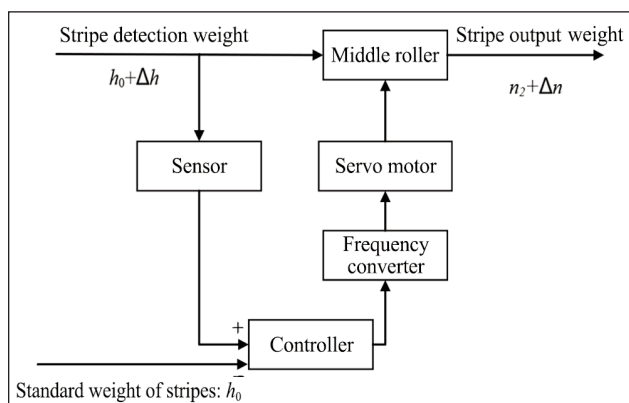 Stripe detection weight
Middle roller
Stripe output weight
h₀+Δh
n₂+Δn
Sensor
Servo motor
Frequency
converter
+
Controller
−
Standard weight of stripes: h₀